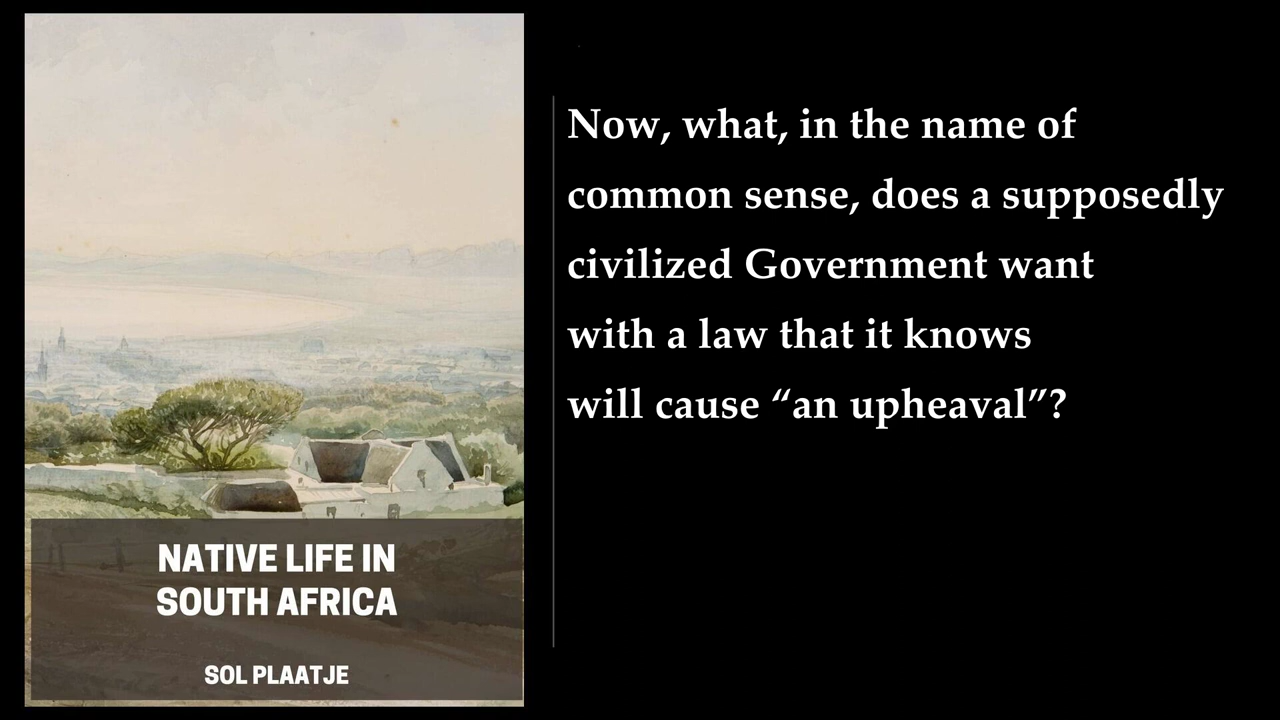 NATIVE LIFE IN
SOUTH AFRICA
SOL PLAATJE
Now, what, in the name of
common sense, does a supposedly
civilized Government want
with a law that it knows
will cause “an upheaval”?